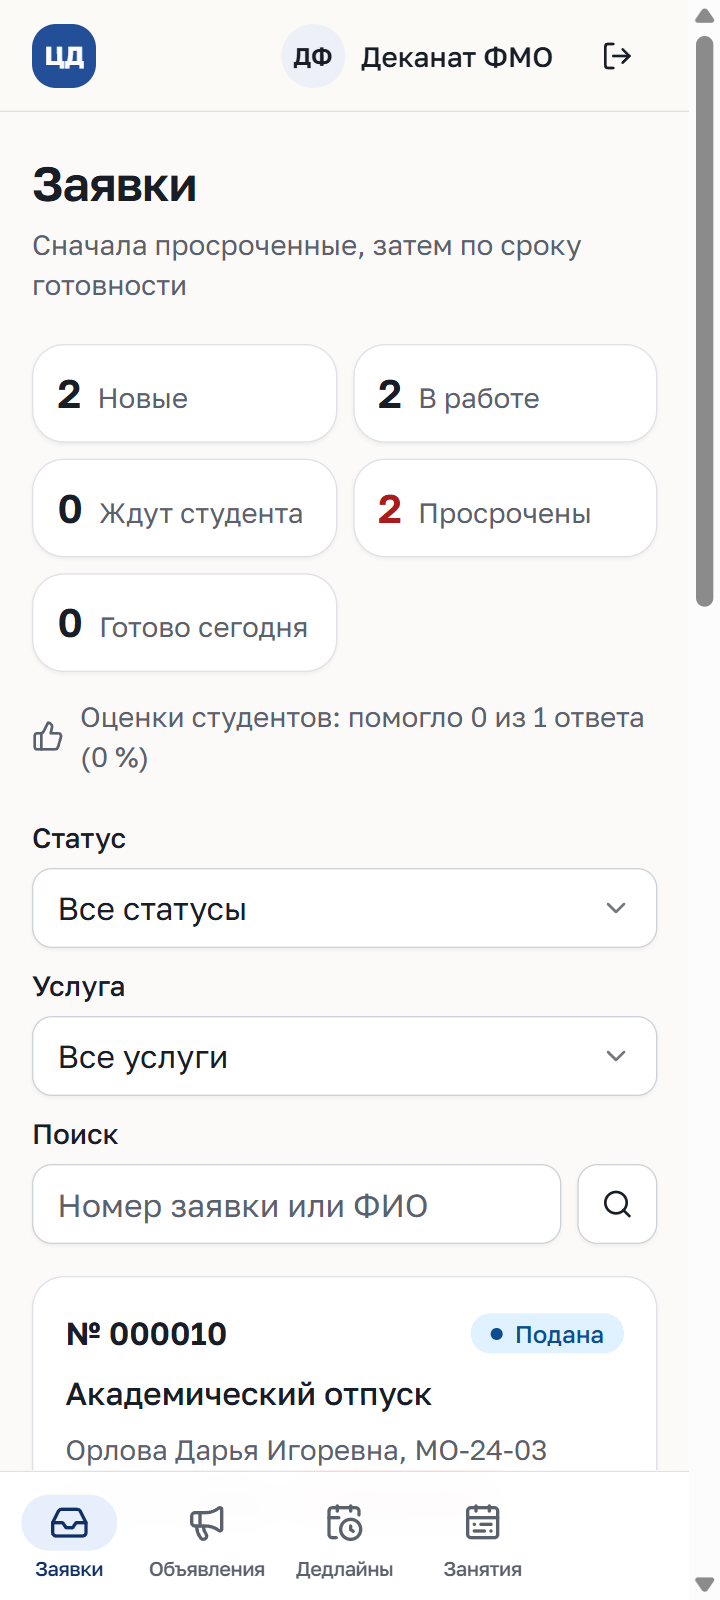 ЦД
ДФ Деканат ФМО
Заявки
Сначала просроченные, затем по сроку
готовности
2 Новые
2 В работе
0 Ждут студента
2 Просрочены
0 Готово сегодня
Оценки студентов: помогло 0 из 1 ответа
(0 %)
Статус
Все статусы
Услуга
Все услуги
Поиск
Номер заявки или ФИО
№ 000010
Подана
Академический отпуск
Орлова Дарья Игоревна, МО-24-03
Заявки
Объявления
Дедлайны
Занятия